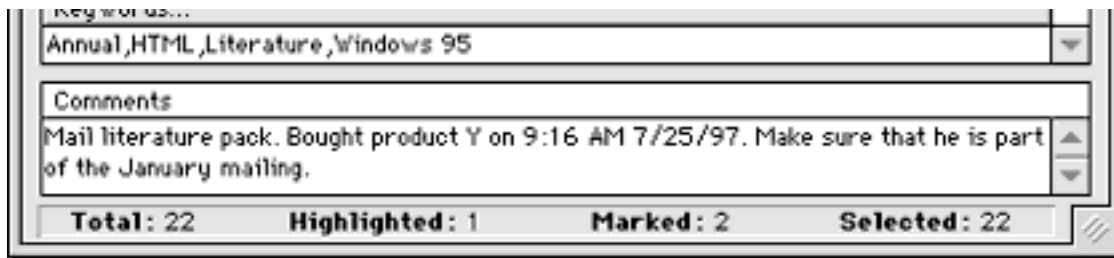 Keywords...
Annual,HTML,Literature,Windows 95
Comments
Mail literature pack. Bought product Y on 9:16 AM 7/25/97. Make sure that he is part
of the January mailing.
Total: 22 Highlighted: 1 Marked: 2 Selected: 22